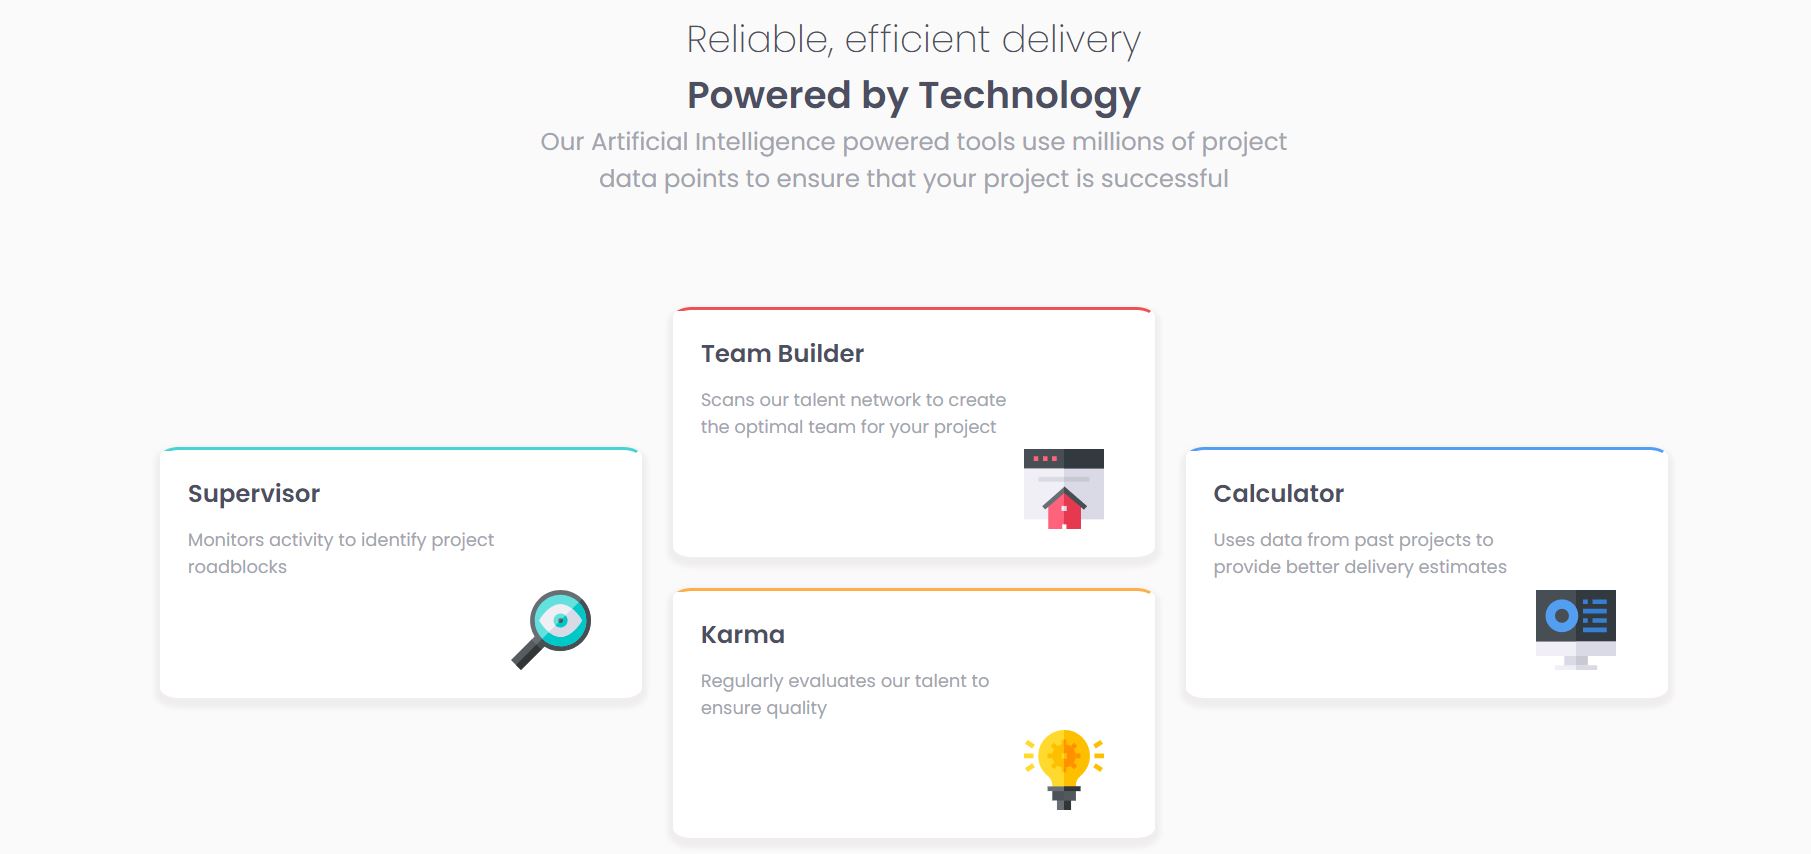 Reliable, efficient delivery
Powered by Technology
Our Artificial Intelligence powered tools use millions of project
data points to ensure that your project is successful
Supervisor
Monitors activity to identify project
roadblocks
Team Builder
Scans our talent network to create
the optimal team for your project
Karma
Regularly evaluates our talent to
ensure quality
Calculator
Uses data from past projects to
provide better delivery estimates